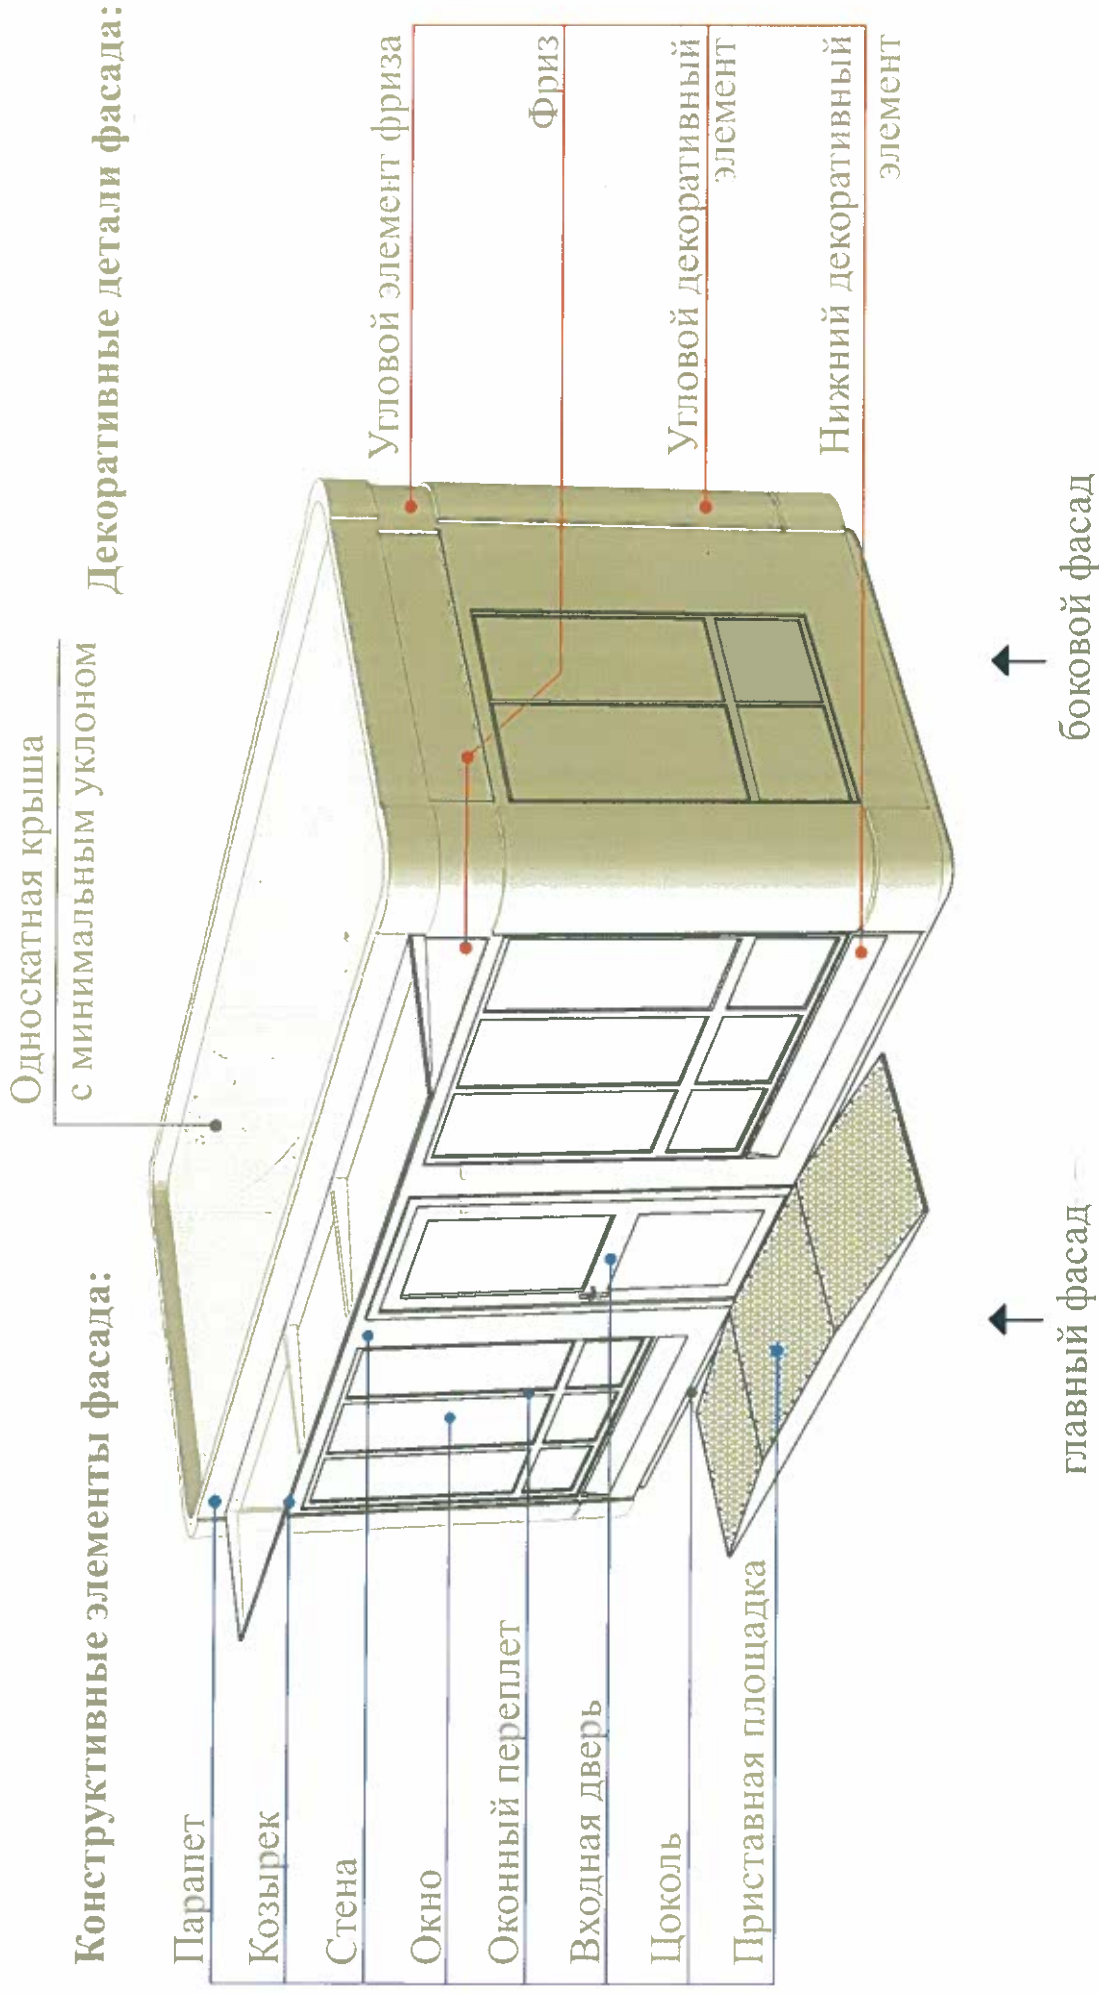 Односкатная крыша
с минимальным уклоном
Конструктивные элементы фасада:
Парапет
Козырек
Стена
Окно
Оконный переплет
Входная дверь
Цоколь
Приставная площадка
Декоративные детали фасада:
Угловой элемент фриза
Фриз
Угловой декоративный
элемент
Нижний декоративный
элемент
главный фасад
боковой фасад